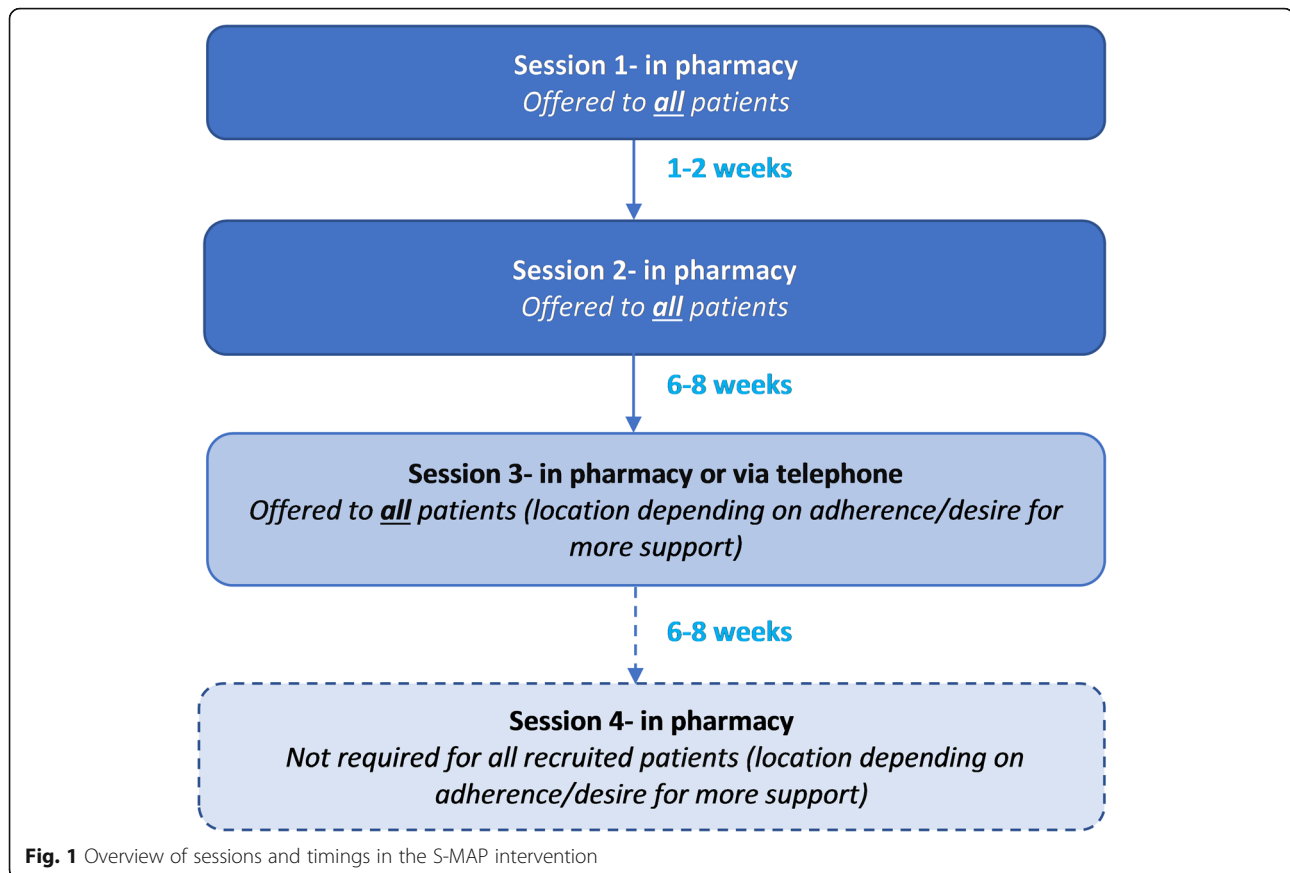 Session 1- in pharmacy
Offered to all patients
1-2 weeks
Session 2- in pharmacy
Offered to all patients
6-8 weeks
Session 3- in pharmacy or via telephone
Offered to all patients (location depending on adherence/desire for
more support)
6-8 weeks
Session 4- in pharmacy
Not required for all recruited patients (location depending on
adherence/desire for more support)
Fig. 1 Overview of sessions and timings in the S-MAP intervention